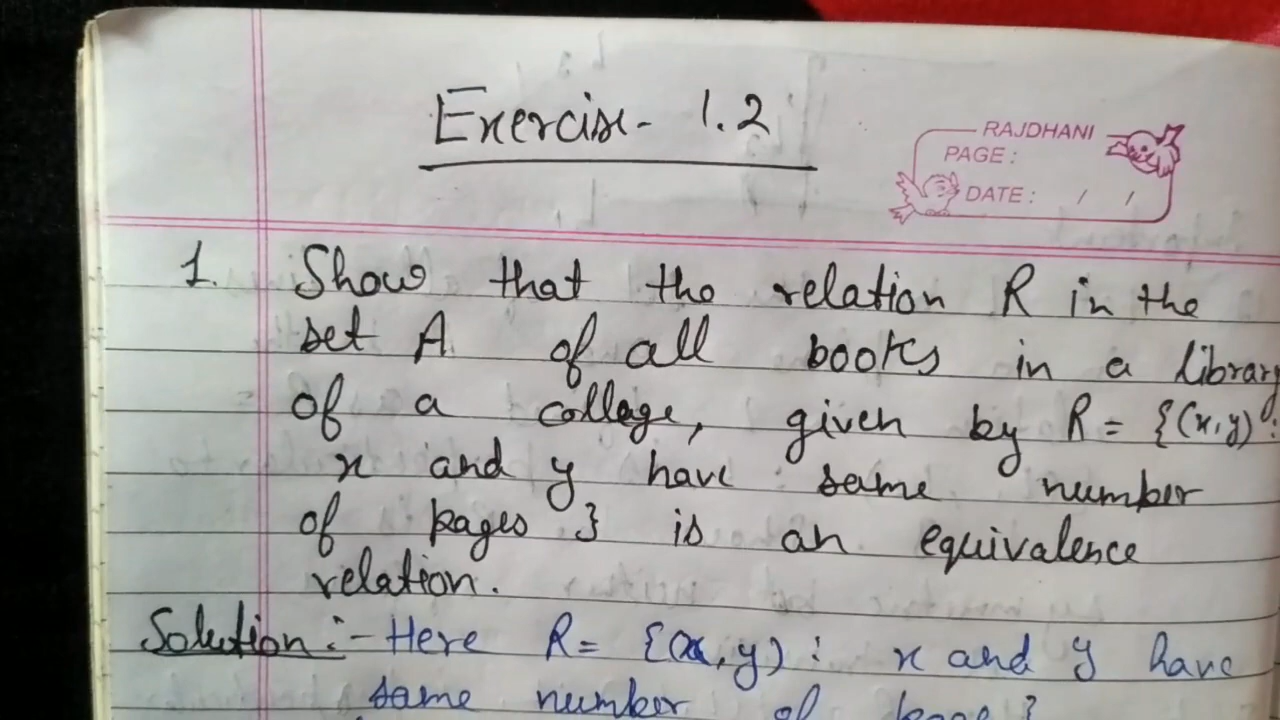 Exercise- 1.2
RAJDHANI
PAGE :
DATE : / /
1. Show that the relation R in the
set A of all books in a library
of a college, given by R = {(x,y) :
x and y have same number
of pages } is an equivalence
relation.
Solution :- Here R = {(x,y) : x and y have
same number of page }